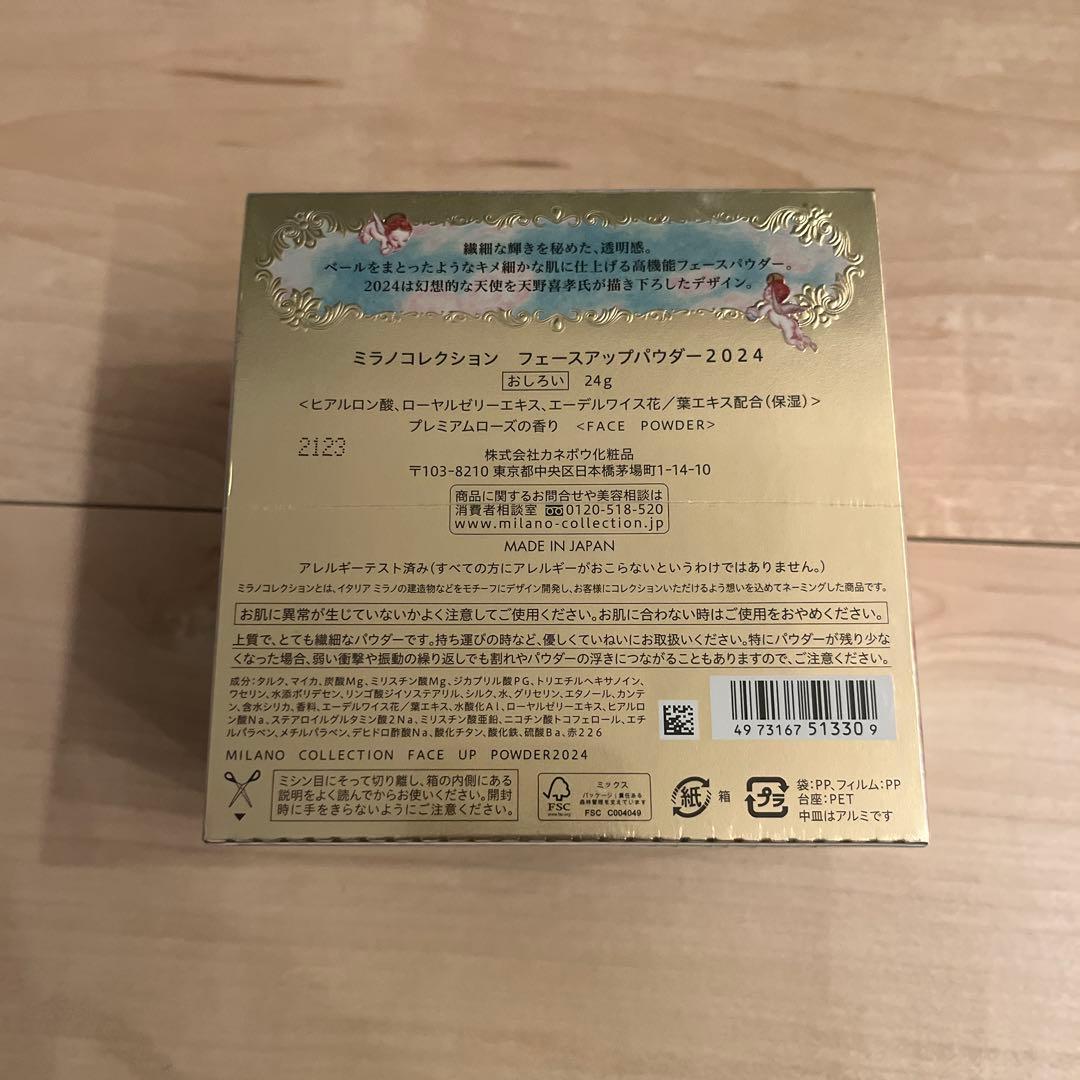 繊細な輝きを秘めた、透明感。
ベールをまとったようなキメ細かな肌に仕上げる高機能フェースパウダー。
2024は幻想的な天使を天野喜孝氏が描き下ろしたデザイン。
ミラノコレクション　フェースアップパウダー2024
おしろい　24g
<ヒアルロン酸、ローヤルゼリーエキス、エーデルワイス花／葉エキス配合(保湿)>
プレミアムローズの香り　<FACE POWDER>
2123
株式会社カネボウ化粧品
〒103-8210 東京都中央区日本橋茅場町1-14-10
商品に関するお問合せや美容相談は
消費者相談室 0120-518-520
www.milano-collection.jp
MADE IN JAPAN
アレルギーテスト済み(すべての方にアレルギーがおこらないというわけではありません。)
ミラノコレクションとは、イタリア ミラノの建造物などをモチーフにデザイン開発し、お客様にコレクションいただけるよう想いを込めてネーミングした商品です。
お肌に異常が生じていないかよく注意してご使用ください。お肌に合わない時はご使用をおやめください。
上質で、とても繊細なパウダーです。持ち運びの時など、優しくていねいにお取扱いください。特にパウダーが残り少な
くなった場合、弱い衝撃や振動の繰り返しでも割れやパウダーの浮きにつながることもありますので、ご注意ください。
成分：タルク、マイカ、炭酸Mg、ミリスチン酸Mg、ジカプリル酸PG、トリエチルヘキサノイン、
ワセリン、水添ポリデセン、リンゴ酸ジイソステアリル、シルク、水、グリセリン、エタノール、カンテ
ン、含水シリカ、香料、エーデルワイス花／葉エキス、水酸化Al、ローヤルゼリーエキス、ヒアルロ
ン酸Na、ステアロイルグルタミン酸2Na、ミリスチン酸亜鉛、ニコチン酸トコフェロール、エチ
ルパラベン、メチルパラベン、デヒドロ酢酸Na、酸化チタン、酸化鉄、硫酸Ba、赤226
4973167513309
MILANO COLLECTION FACE UP POWDER2024
ミシン目にそって切り離し、箱の内側にある
説明をよく読んでからお使いください。開封
時に手をきらないようにご注意ください。
FSC
www.fsc.org
ミックス
パッケージ｜責任ある
森林管理を支えています
FSC C004049
紙 箱
プラ
袋：PP、フィルム：PP
台座：PET
中皿はアルミです